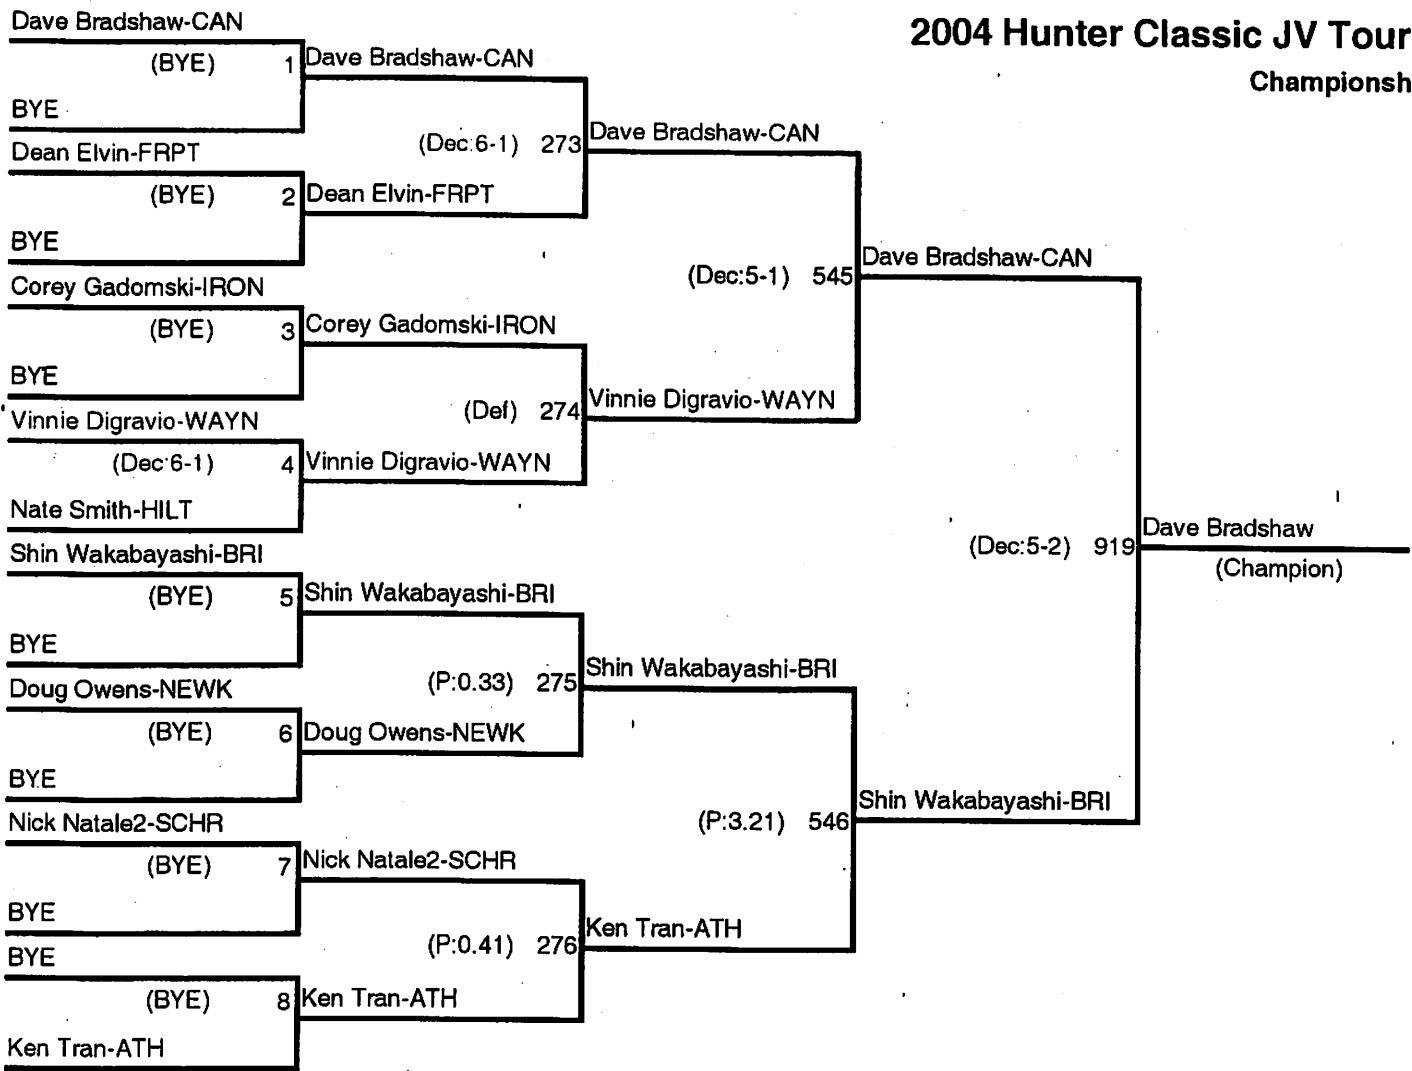 2004 Hunter Classic JV Tour
Championsh
Dave Bradshaw-CAN
(BYE) 1
BYE
Dean Elvin-FRPT
(BYE) 2
BYE
Corey Gadomski-IRON
(BYE) 3
BYE
Vinnie Digravio-WAYN
(Dec:6-1) 4
Nate Smith-HILT
Shin Wakabayashi-BRI
(BYE) 5
BYE
Doug Owens-NEWK
(BYE) 6
BYE
Nick Natale2-SCHR
(BYE) 7
BYE
BYE
(BYE) 8
Ken Tran-ATH
Dave Bradshaw-CAN
(Dec:6-1) 273
Dean Elvin-FRPT
Corey Gadomski-IRON
(Def) 274
Vinnie Digravio-WAYN
Shin Wakabayashi-BRI
(P:0.33) 275
Doug Owens-NEWK
Nick Natale2-SCHR
(P:0.41) 276
Ken Tran-ATH
Dave Bradshaw-CAN
(Dec:5-1) 545
Vinnie Digravio-WAYN
Shin Wakabayashi-BRI
(P:3.21) 546
Ken Tran-ATH
Dave Bradshaw-CAN
(Dec:5-2) 919
Shin Wakabayashi-BRI
Dave Bradshaw
(Champion)